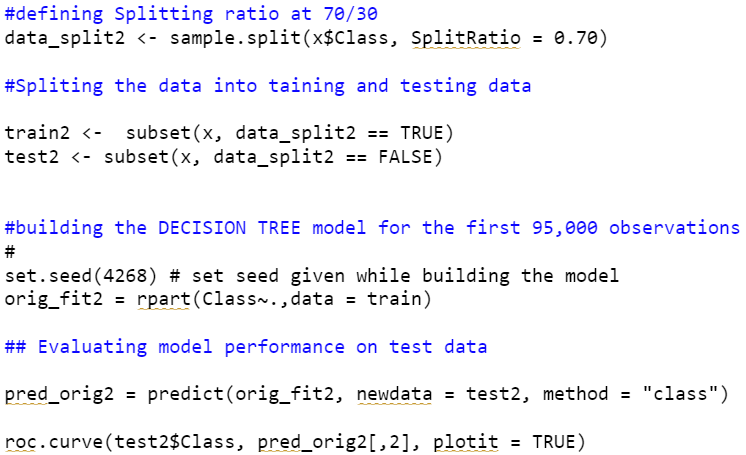 #defining Splitting ratio at 70/30
data_split2 <- sample.split(x$Class, SplitRatio = 0.70)
#Spliting the data into taining and testing data
train2 <-  subset(x, data_split2 == TRUE)
test2 <- subset(x, data_split2 == FALSE)
#building the DECISION TREE model for the first 95,000 observations
#
set.seed(4268) # set seed given while building the model
orig_fit2 = rpart(Class~.,data = train)
## Evaluating model performance on test data
pred_orig2 = predict(orig_fit2, newdata = test2, method = "class")
roc.curve(test2$Class, pred_orig2[,2], plotit = TRUE)